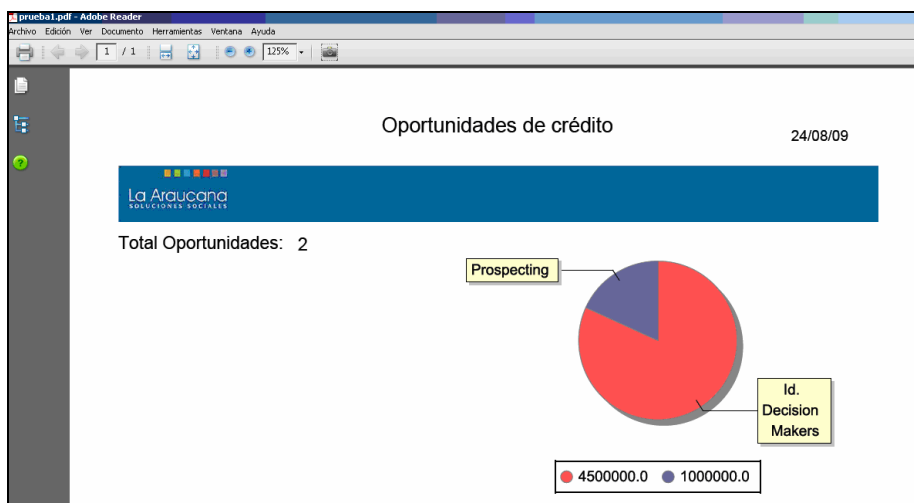 prueba1.pdf - Adobe Reader
Archivo Edición Ver Documento Herramientas Ventana Ayuda
1 / 1 125%
Oportunidades de crédito
24/08/09
La Araucana
SOLUCIONES SOCIALES
Total Oportunidades: 2
Prospecting
Id.
Decision
Makers
4500000.0 1000000.0